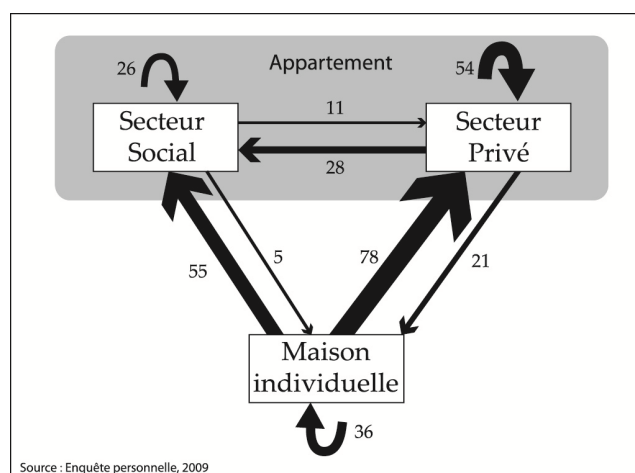 Appartement
26
54
Secteur
Social
11
Secteur
Privé
28
55
5
78
21
Maison
individuelle
36
Source : Enquête personnelle, 2009